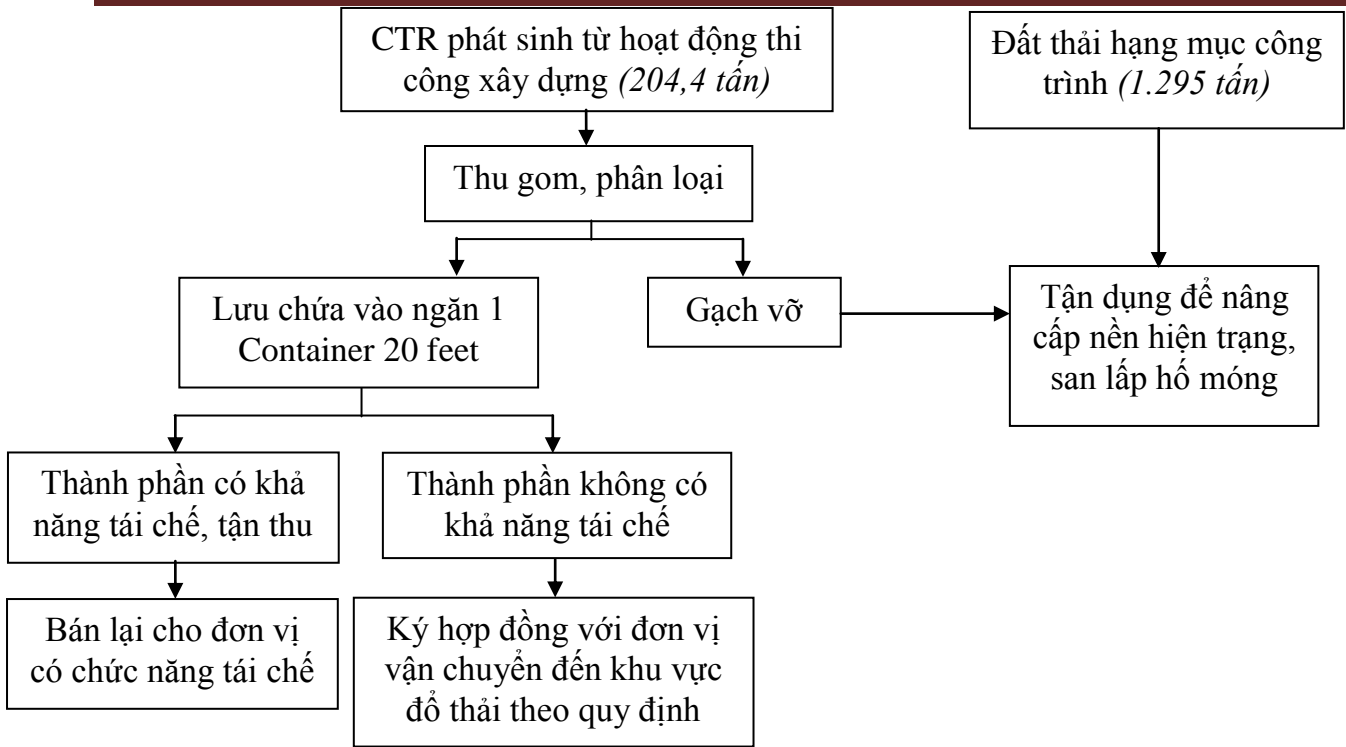 CTR phát sinh từ hoạt động thi
công xây dựng (204,4 tấn)
Đất thải hạng mục công
trình (1.295 tấn)
Thu gom, phân loại
Lưu chứa vào ngăn 1
Container 20 feet
Gạch vỡ
Tận dụng để nâng
cấp nền hiện trạng,
san lấp hố móng
Thành phần có khả
năng tái chế, tận thu
Thành phần không có
khả năng tái chế
Bán lại cho đơn vị
có chức năng tái chế
Ký hợp đồng với đơn vị
vận chuyển đến khu vực
đổ thải theo quy định